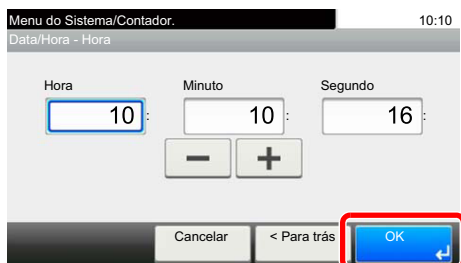 Menu do Sistema/Contador. 10:10
Data/Hora - Hora
Hora Minuto Segundo
10 : 10 : 16 :
Cancelar < Para trás OK